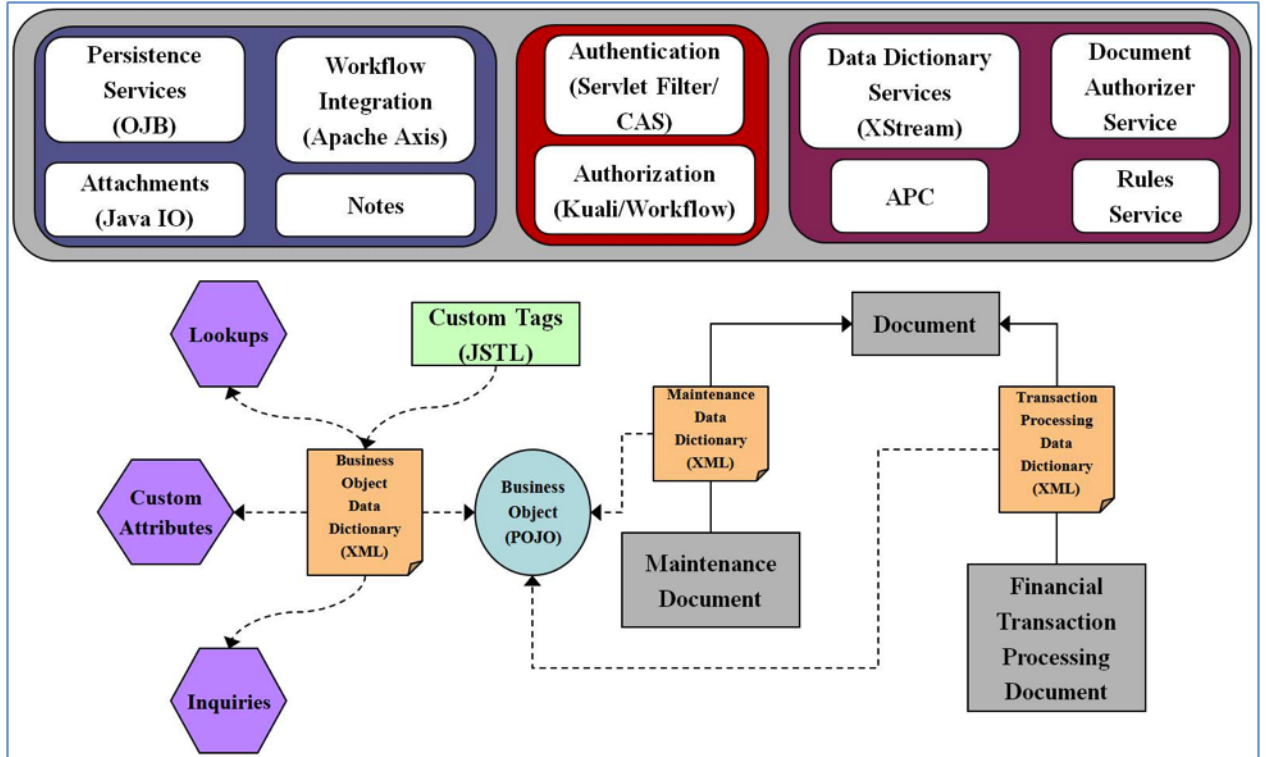 Persistence
Services
(OJB)
Workflow
Integration
(Apache Axis)
Attachments
(Java IO)
Notes
Authentication
(Servlet Filter/
CAS)
Authorization
(Kuali/Workflow)
Data Dictionary
Services
(XStream)
Document
Authorizer
Service
APC
Rules
Service
Lookups
Custom Tags
(JSTL)
Document
Maintenance
Data
Dictionary
(XML)
Transaction
Processing
Data
Dictionary
(XML)
Custom
Attributes
Business
Object
Data
Dictionary
(XML)
Business
Object
(POJO)
Maintenance
Document
Financial
Transaction
Processing
Document
Inquiries